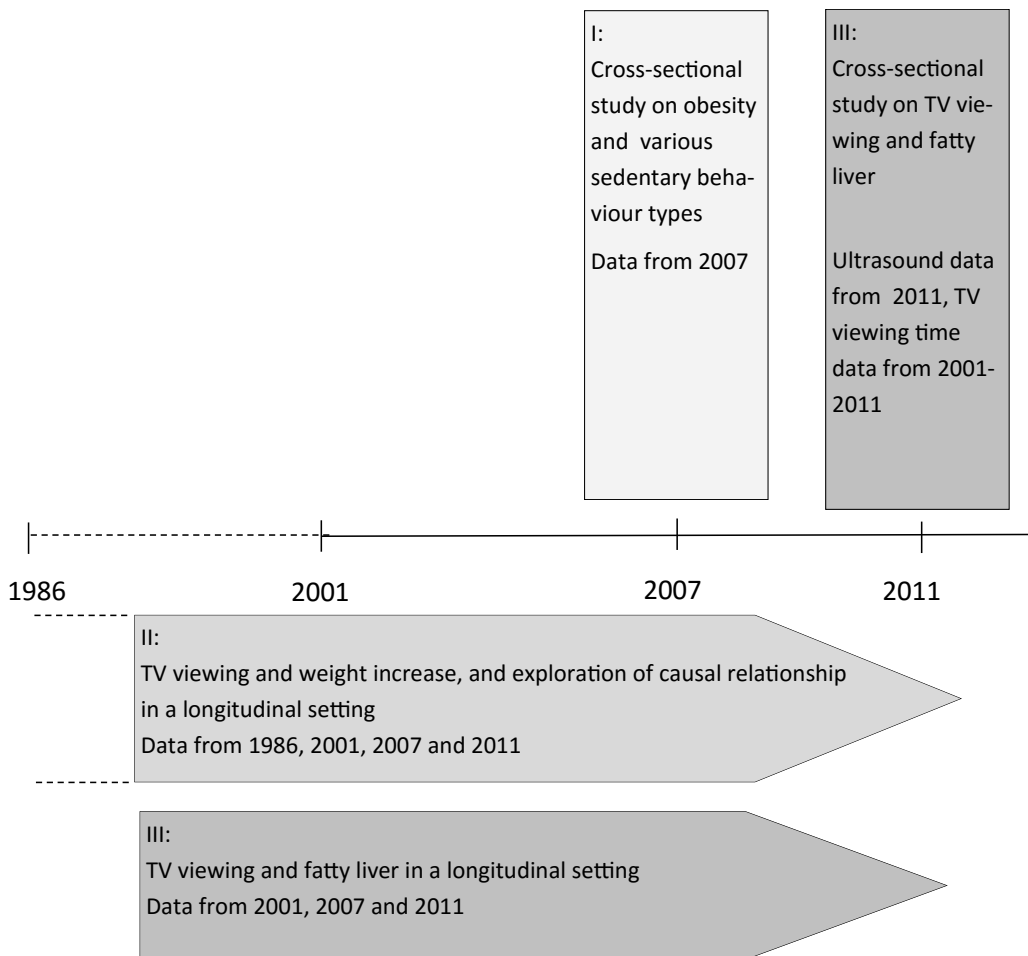 I:
Cross-sectional
study on obesity
and various
sedentary beha-
viour types
Data from 2007
III:
Cross-sectional
study on TV vie-
wing and fatty
liver
Ultrasound data
from 2011, TV
viewing time
data from 2001-
2011
1986
2001
2007
2011
II:
TV viewing and weight increase, and exploration of causal relationship
in a longitudinal setting
Data from 1986, 2001, 2007 and 2011
III:
TV viewing and fatty liver in a longitudinal setting
Data from 2001, 2007 and 2011